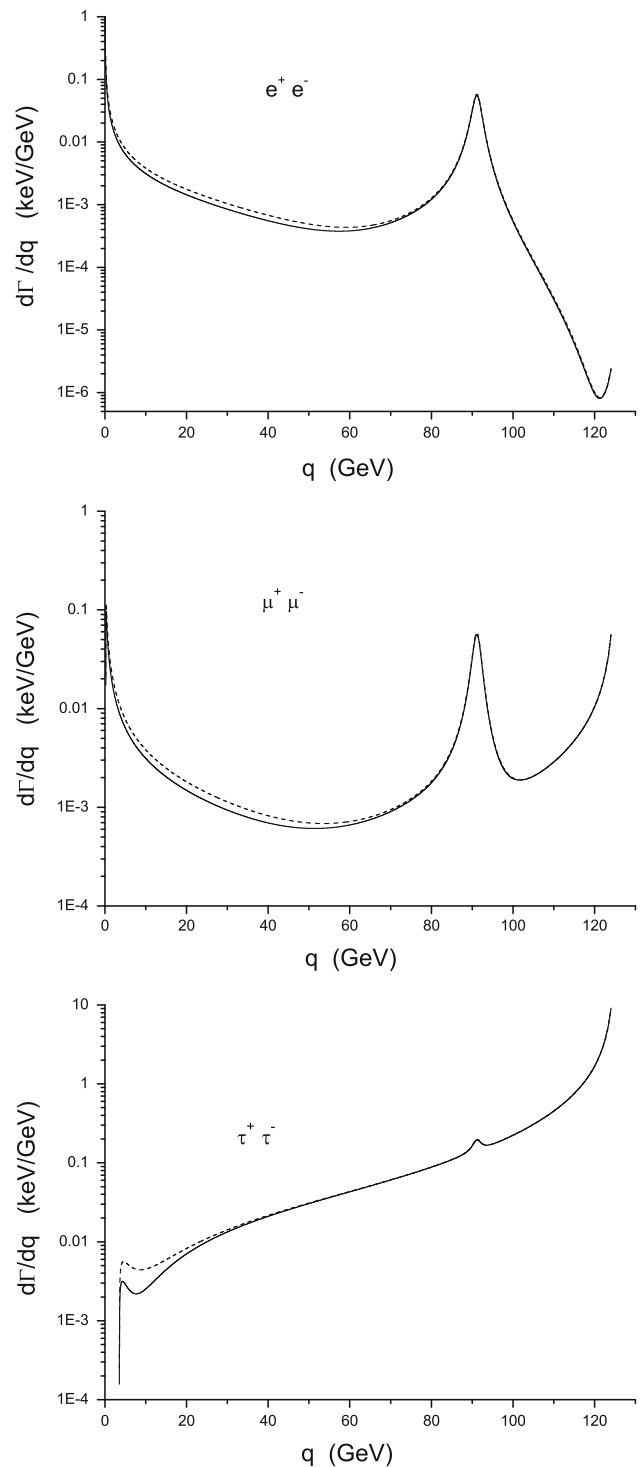 1
0.1
0.01
1E-3
1E-4
1E-5
1E-6
dΓ /dq (keV/GeV)
e⁺ e⁻
0 20 40 60 80 100 120
q (GeV)
1
0.1
0.01
1E-3
1E-4
dΓ/dq (keV/GeV)
μ⁺ μ⁻
0 20 40 60 80 100 120
q (GeV)
10
1
0.1
0.01
1E-3
1E-4
dΓ/dq (keV/GeV)
τ⁺ τ⁻
0 20 40 60 80 100 120
q (GeV)